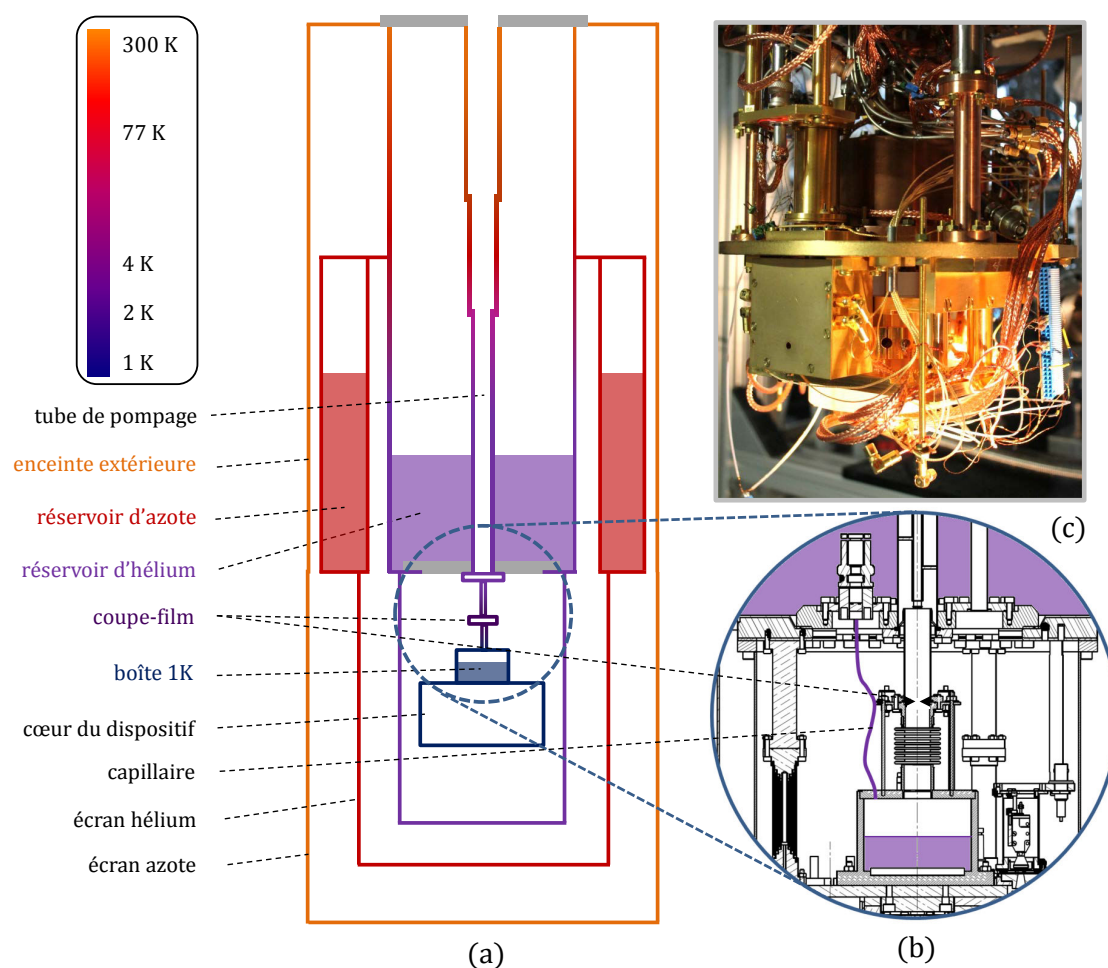 300 K
77 K
4 K
2 K
1 K
tube de pompage
enceinte extérieure
réservoir d'azote
réservoir d'hélium
coupe-film
boîte 1K
cœur du dispositif
capillaire
écran hélium
écran azote
(a)
(b)
(c)